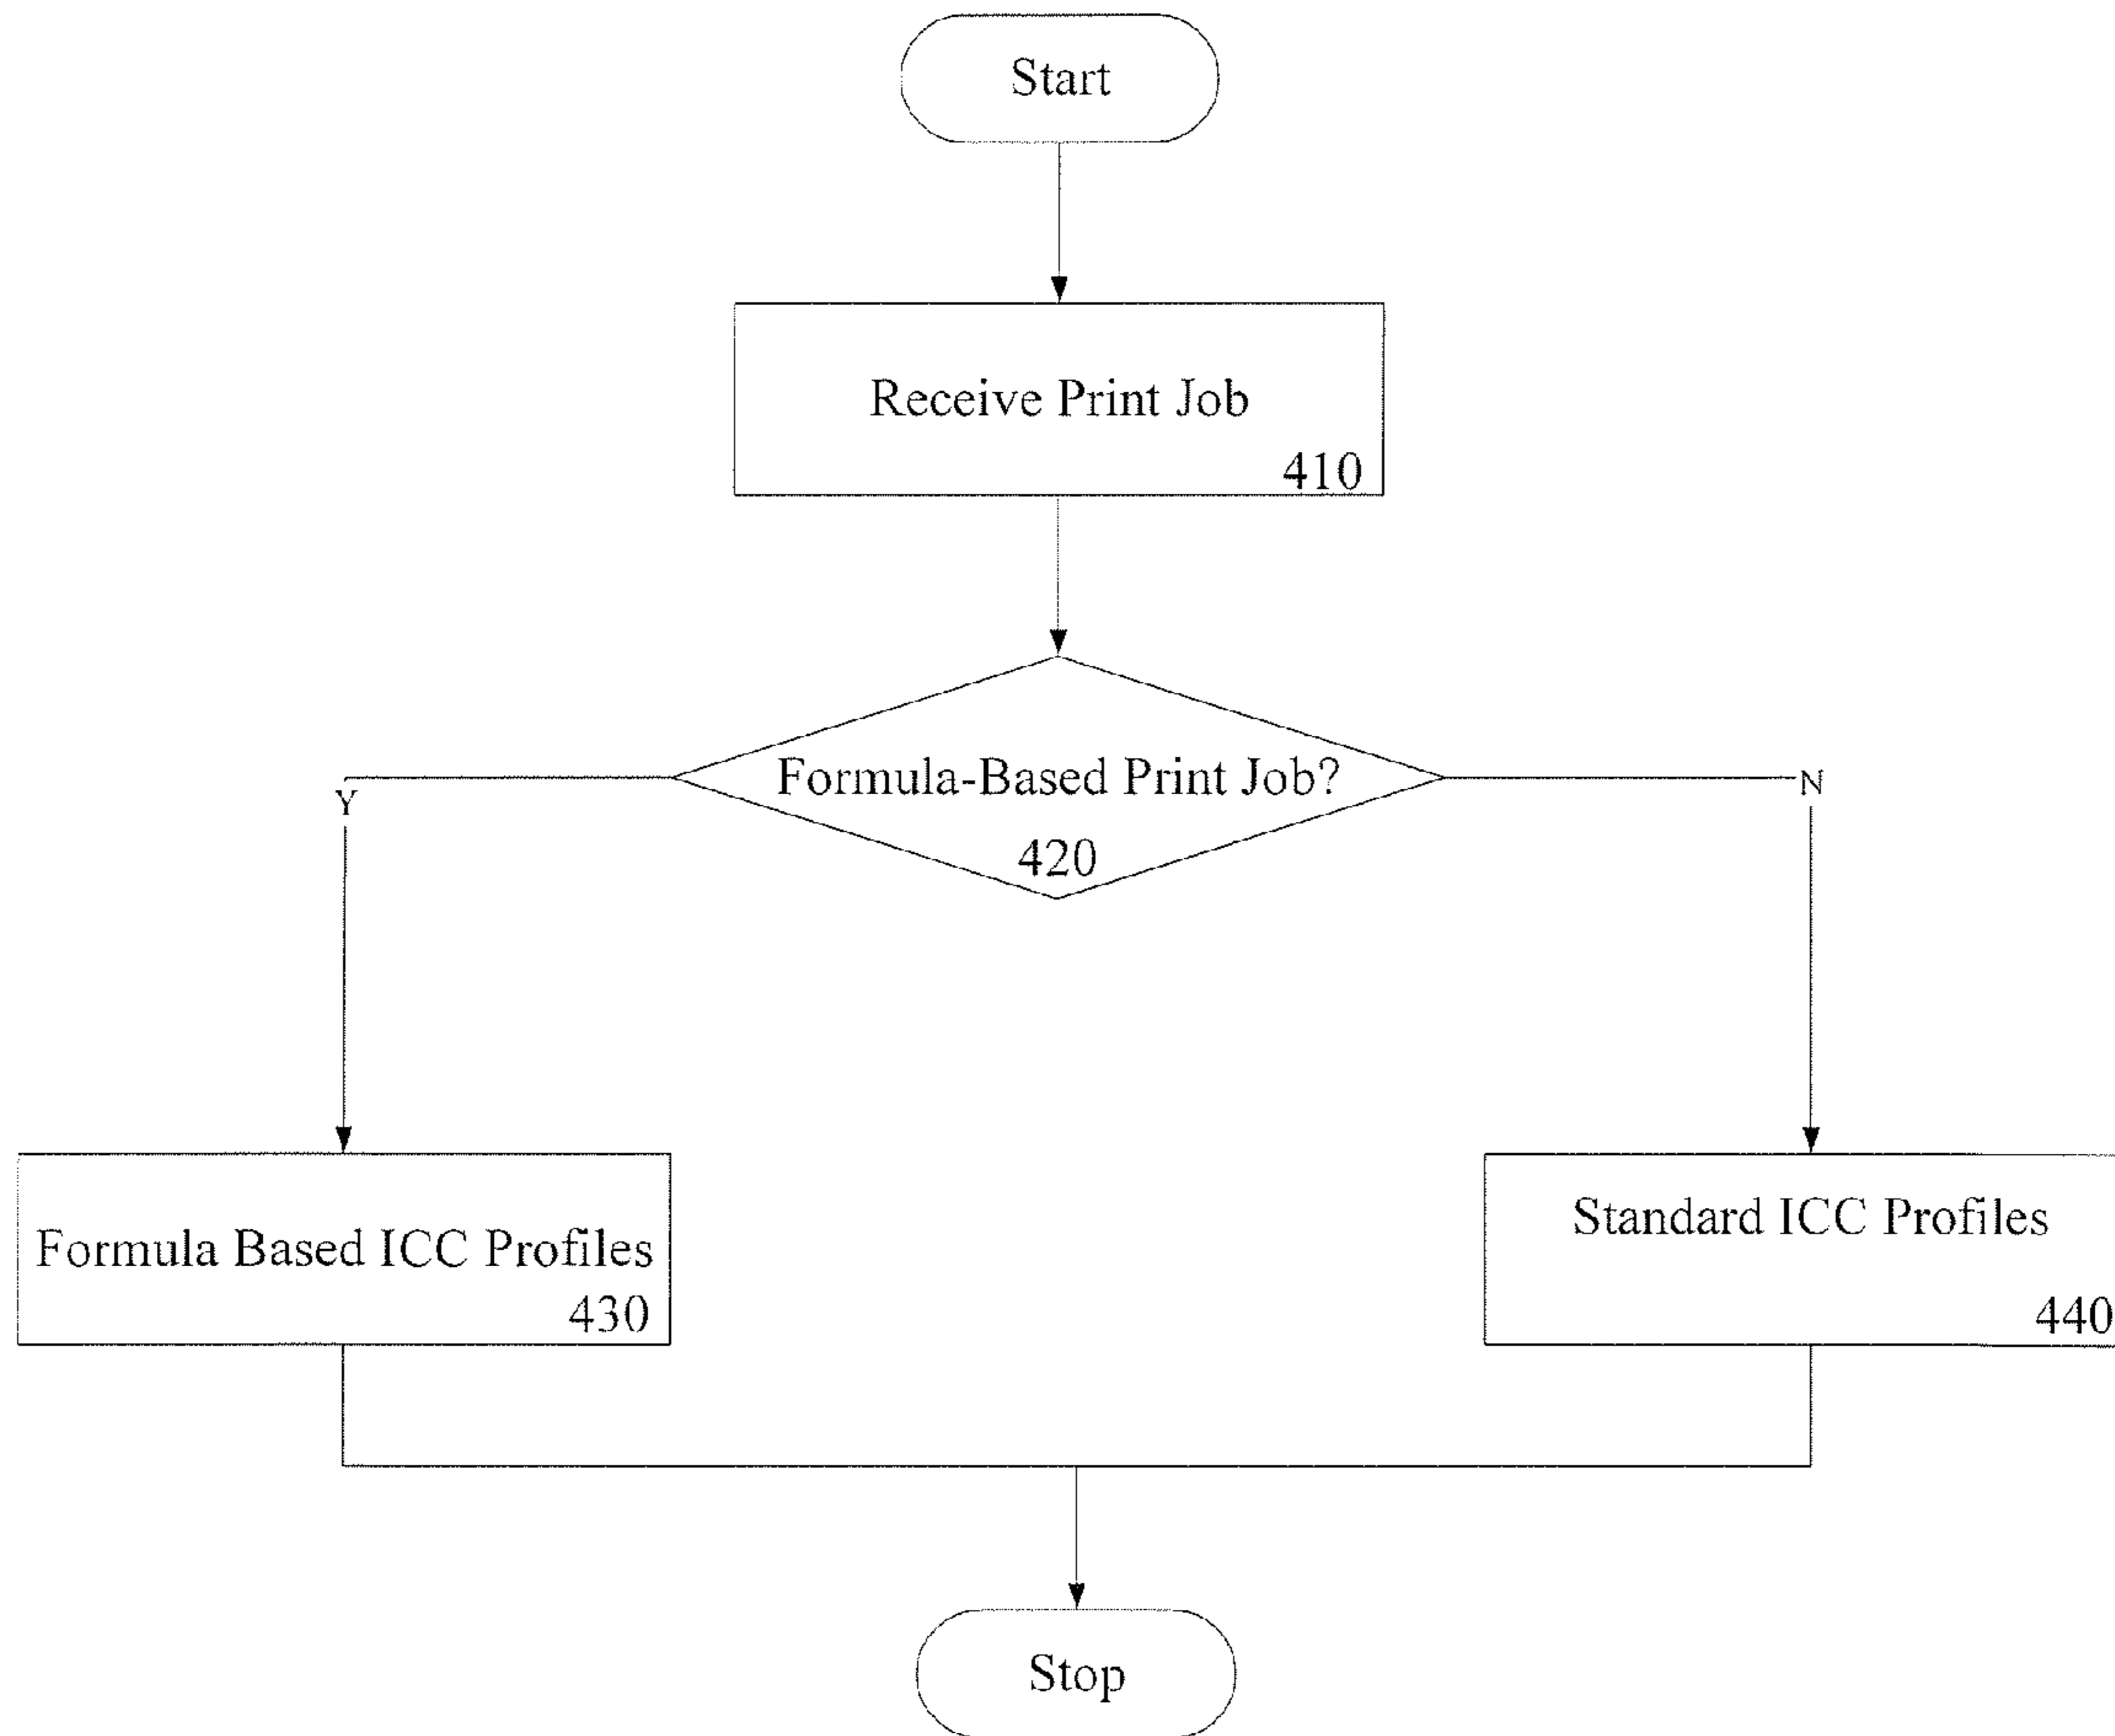 Start
Receive Print Job
410
Formula-Based Print Job?
420
Y
N
Formula Based ICC Profiles
430
Standard ICC Profiles
440
Stop